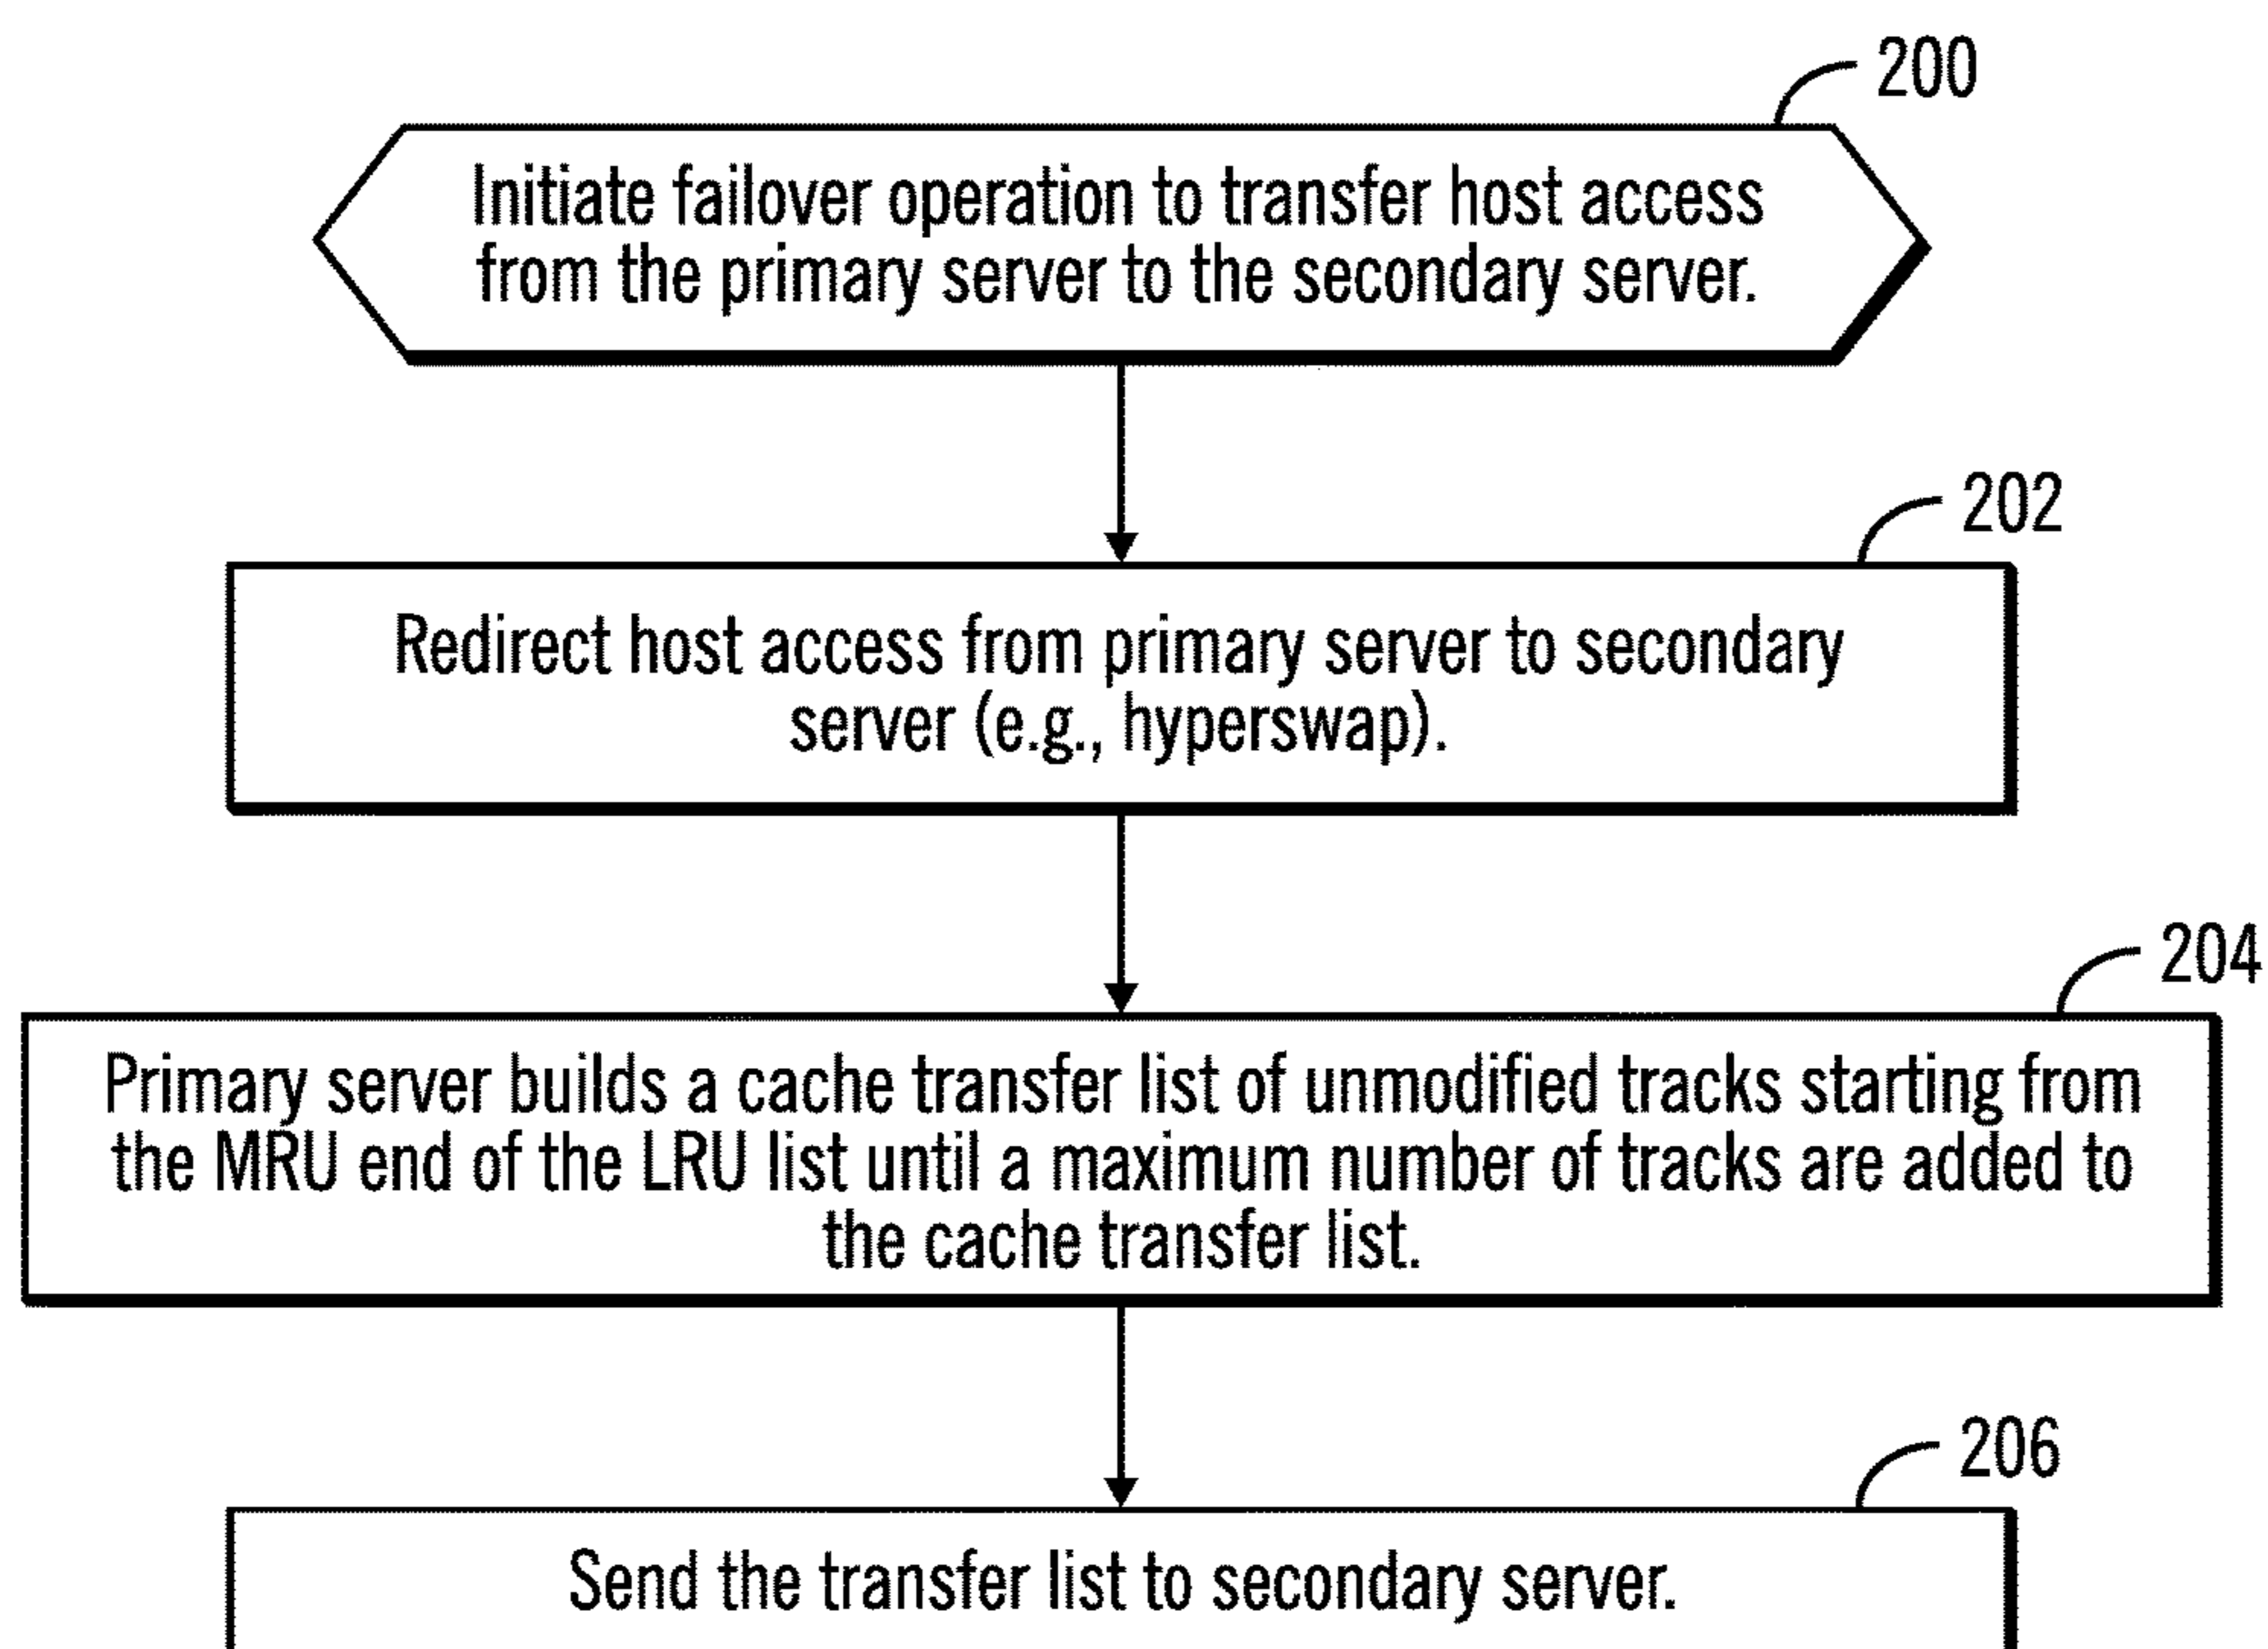 200
Initiate failover operation to transfer host access
from the primary server to the secondary server.
202
Redirect host access from primary server to secondary
server (e.g., hyperswap).
204
Primary server builds a cache transfer list of unmodified tracks starting from
the MRU end of the LRU list until a maximum number of tracks are added to
the cache transfer list.
206
Send the transfer list to secondary server.